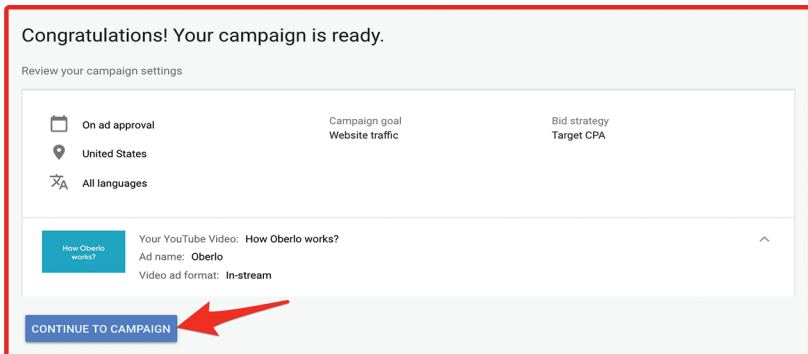 Congratulations! Your campaign is ready.
Review your campaign settings
On ad approval
United States
All languages
Campaign goal
Website traffic
Bid strategy
Target CPA
How Oberlo
works?
Your YouTube Video: How Oberlo works?
Ad name: Oberlo
Video ad format: In-stream
CONTINUE TO CAMPAIGN